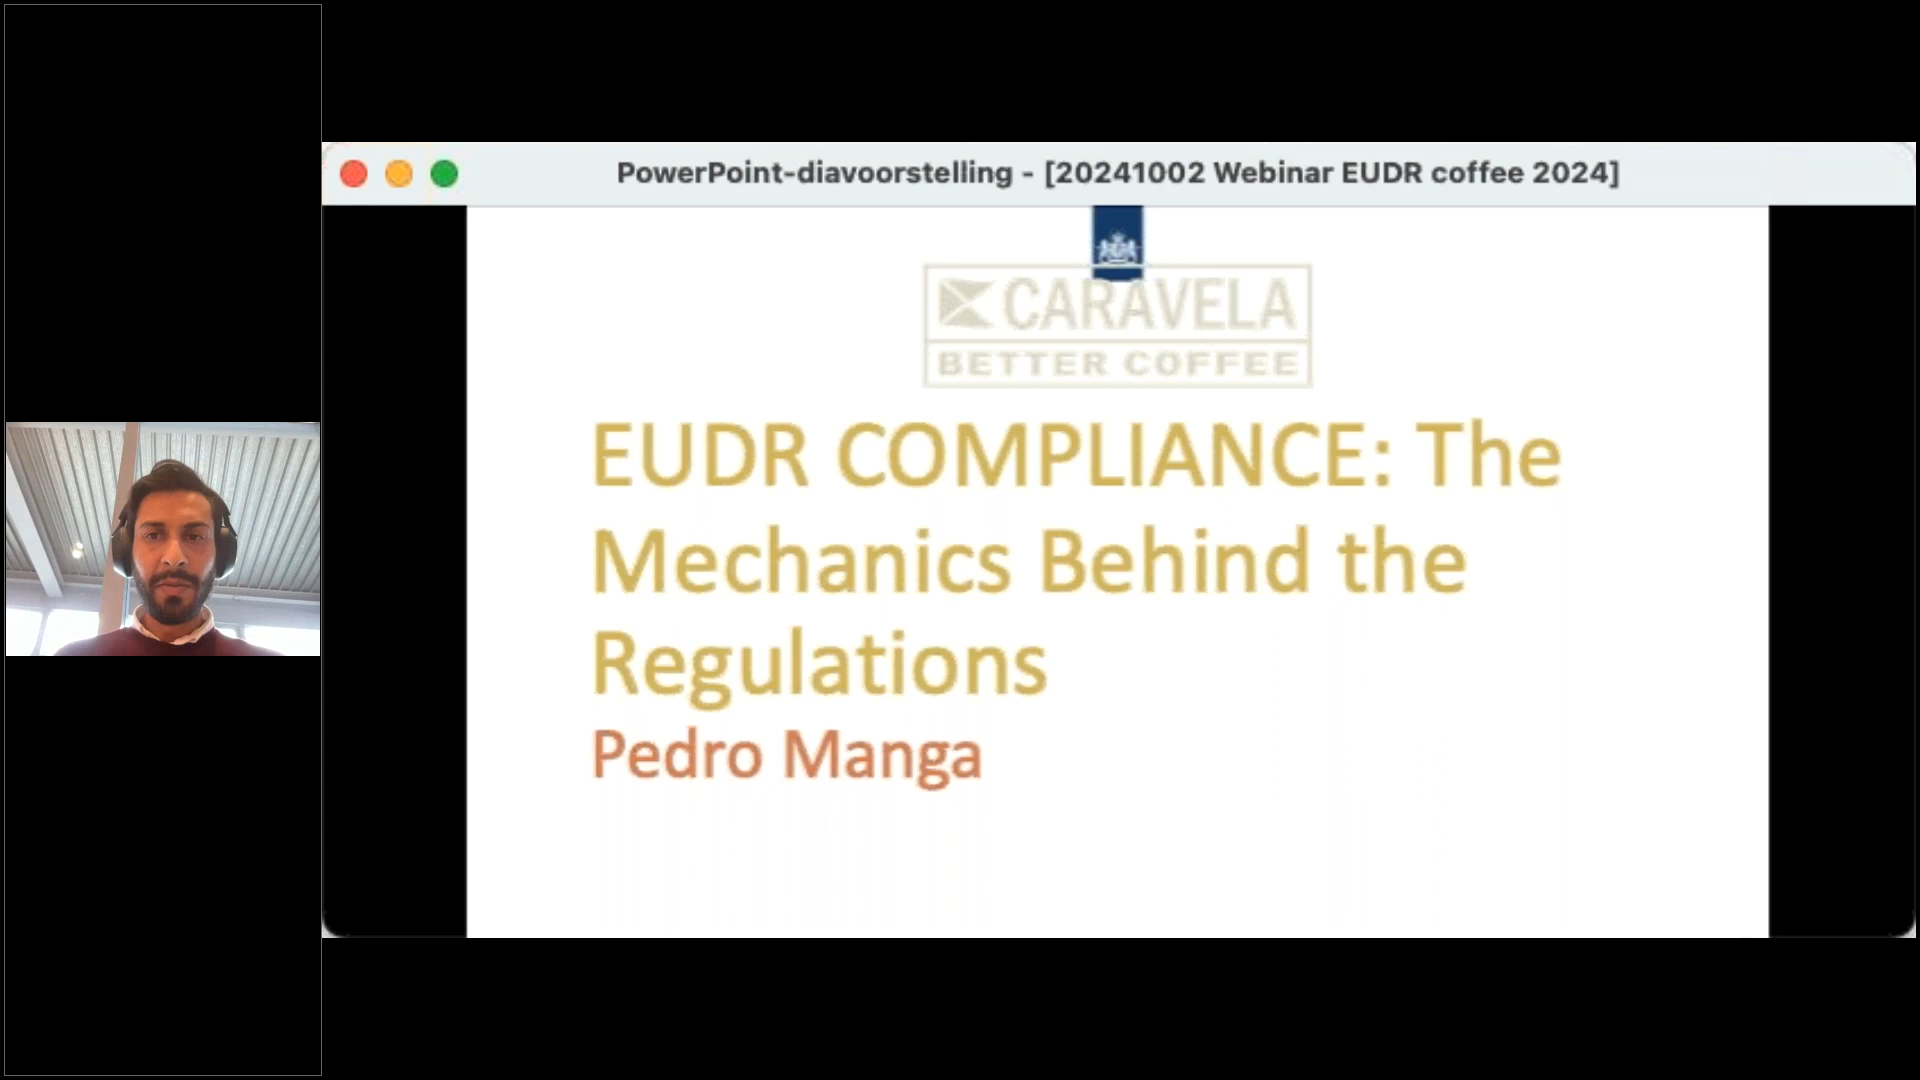 PowerPoint-diavoorstelling - [20241002 Webinar EUDR coffee 2024]
CARAVELA
BETTER COFFEE
EUDR COMPLIANCE: The
Mechanics Behind the
Regulations
Pedro Manga